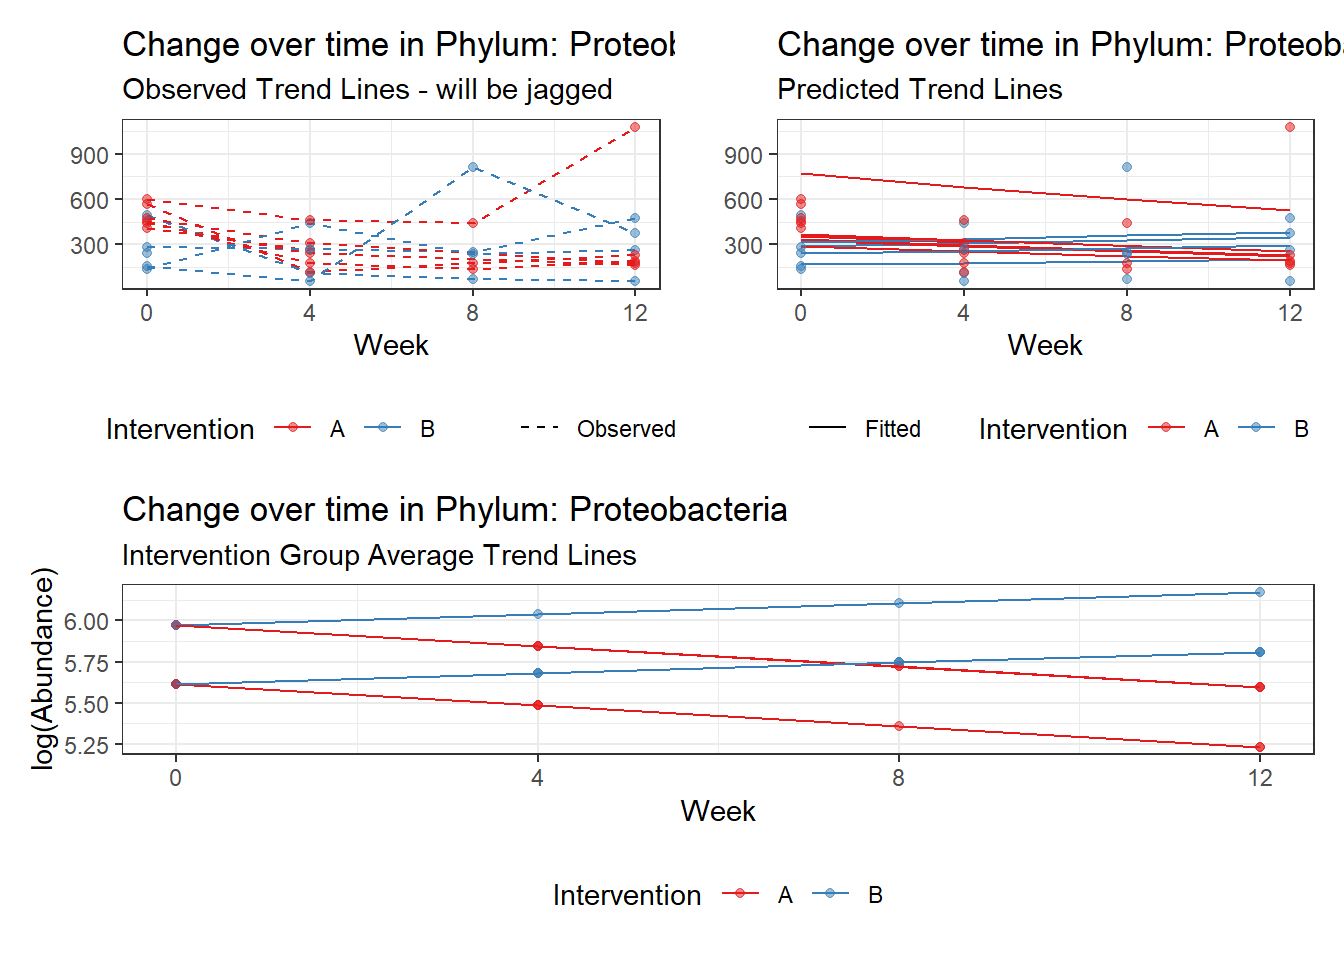 Change over time in Phylum: Proteob
Observed Trend Lines - will be jagged
900
600
300
0 4 8 12
Week
Intervention A B Observed
Change over time in Phylum: Proteoba
Predicted Trend Lines
900
600
300
0 4 8 12
Week
Fitted Intervention A B
Change over time in Phylum: Proteobacteria
Intervention Group Average Trend Lines
log(Abundance)
6.00
5.75
5.50
5.25
0 4 8 12
Week
Intervention A B